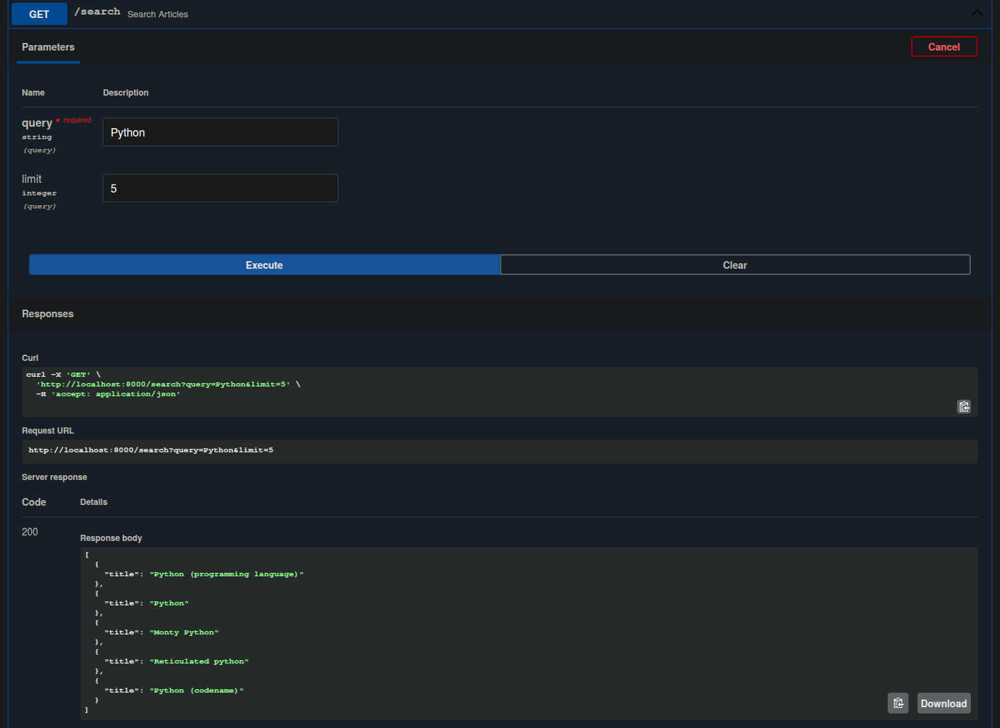 GET /search Search Articles
Parameters
Cancel
Name Description
query * required
string
(query)
Python
limit
integer
(query)
5
Execute
Clear
Responses
Curl
curl -X 'GET' \
  'http://localhost:8000/search?query=Python&limit=5' \
  -H 'accept: application/json'
Request URL
http://localhost:8000/search?query=Python&limit=5
Server response
Code Details
200
Response body
[
  {
    "title": "Python (programming language)"
  },
  {
    "title": "Python"
  },
  {
    "title": "Monty Python"
  },
  {
    "title": "Reticulated python"
  },
  {
    "title": "Python (codename)"
  }
]
Download